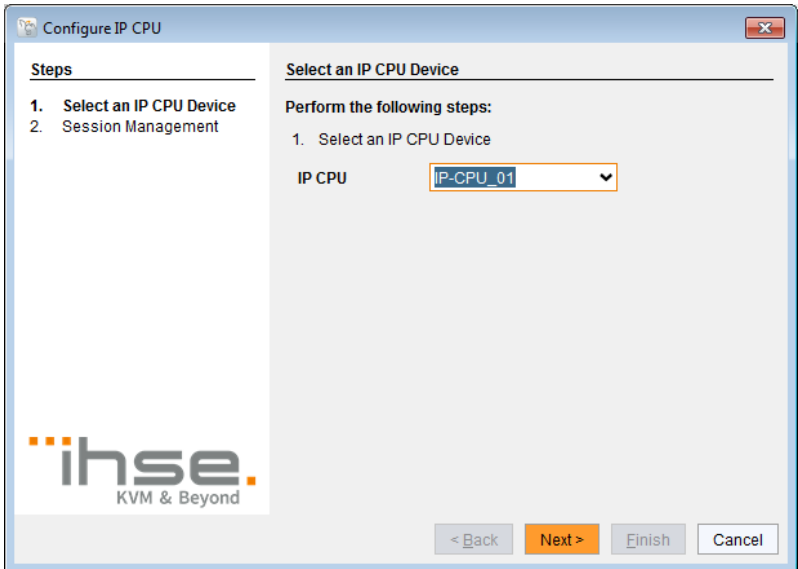 Configure IP CPU
Steps
1. Select an IP CPU Device
2. Session Management
Select an IP CPU Device
Perform the following steps:
1. Select an IP CPU Device
IP CPU IP-CPU_01
ihse.
KVM & Beyond
< Back Next > Finish Cancel